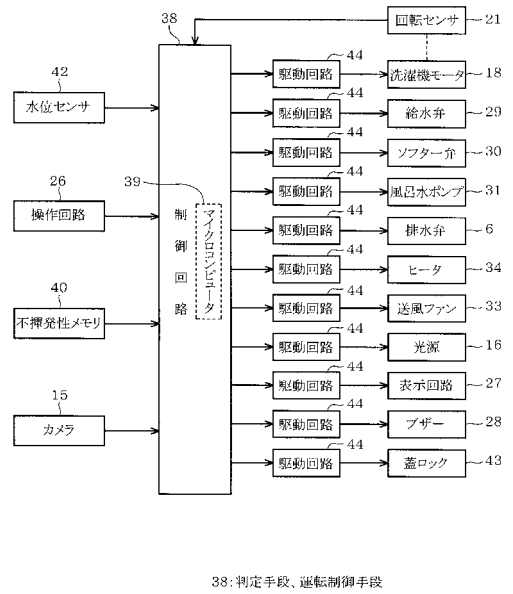 38
回転センサ 21
44
駆動回路 洗濯機モータ 18
42
水位センサ
44
駆動回路 給水弁 29
44
駆動回路 ソフター弁 30
39
44
駆動回路 風呂水ポンプ 31
26
操作回路
制御回路
マイクロコンピュータ
44
駆動回路 排水弁 6
44
駆動回路 ヒータ 34
40
不揮発性メモリ
44
駆動回路 送風ファン 33
44
駆動回路 光源 16
44
駆動回路 表示回路 27
15
カメラ
44
駆動回路 ブザー 28
44
駆動回路 蓋ロック 43
38:判定手段、運転制御手段